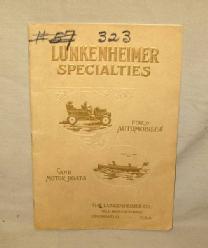 #57 323
LUNKENHEIMER
SPECIALTIES
FOR
AUTOMOBILES
AND
MOTOR BOATS
THE LUNKENHEIMER CO.
CINCINNATI, O. U.S.A.